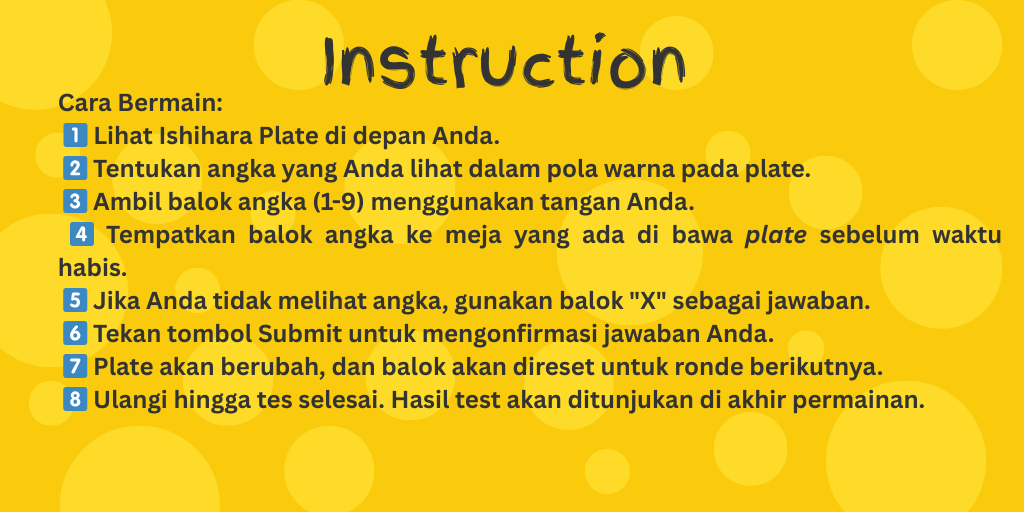 Instruction
Cara Bermain:
1 Lihat Ishihara Plate di depan Anda.
2 Tentukan angka yang Anda lihat dalam pola warna pada plate.
3 Ambil balok angka (1-9) menggunakan tangan Anda.
4 Tempatkan balok angka ke meja yang ada di bawa plate sebelum waktu
habis.
5 Jika Anda tidak melihat angka, gunakan balok "X" sebagai jawaban.
6 Tekan tombol Submit untuk mengonfirmasi jawaban Anda.
7 Plate akan berubah, dan balok akan direset untuk ronde berikutnya.
8 Ulangi hingga tes selesai. Hasil test akan ditunjukan di akhir permainan.